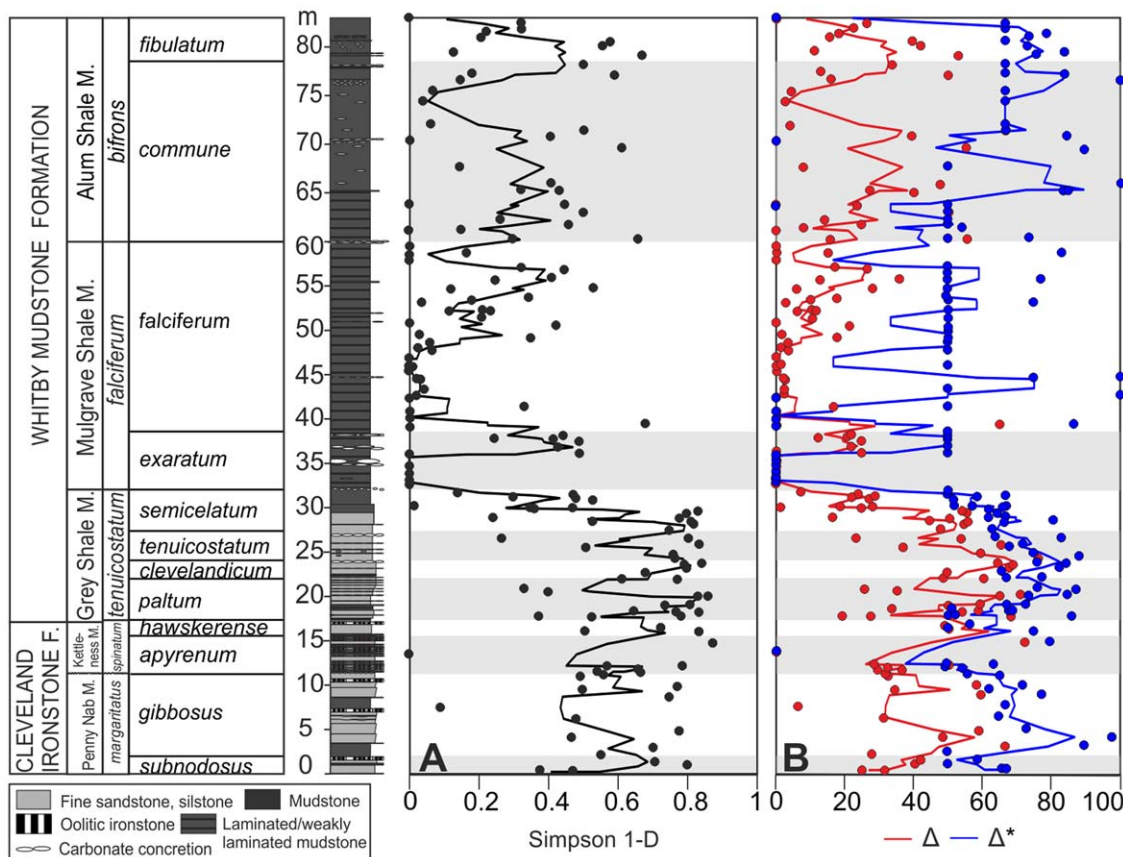 WHITBY MUDSTONE FORMATION
CLEVELAND
IRONSTONE F.
Alum Shale M.
Mulgrave Shale M.
Grey Shale M.
Kettle-
ness M.
Penny Nab M.
bifrons
falciferum
tenuicostatum
spinatum
margaritatus
fibulatum
commune
falciferum
exaratum
semicelatum
tenuicostatum
clevelandicum
paltum
hawskerense
apyrenum
gibbosus
subnodosus
m
80
75
70
65
60
55
50
45
40
35
30
25
20
15
10
5
0
A
B
0 0.2 0.4 0.6 0.8 1
0 20 40 60 80 100
Simpson 1-D
Δ Δ*
Fine sandstone, silstone Mudstone
Oolitic ironstone Laminated/weakly
laminated mudstone
Carbonate concretion